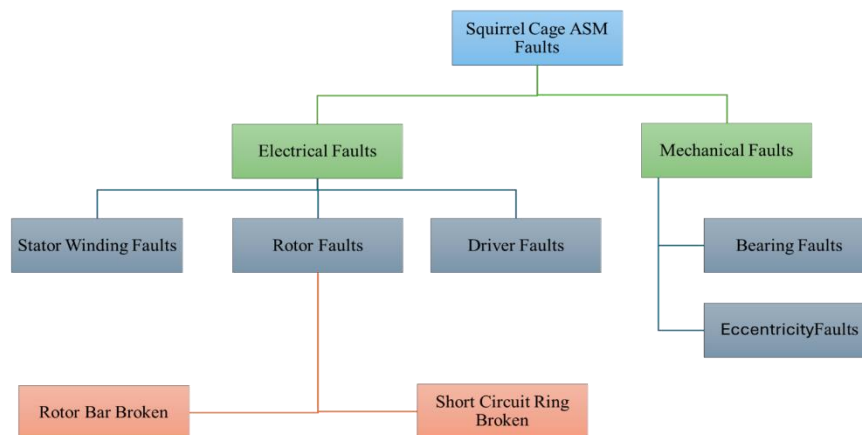 Squirrel Cage ASM
Faults
Electrical Faults
Mechanical Faults
Stator Winding Faults
Rotor Faults
Driver Faults
Bearing Faults
EccentricityFaults
Rotor Bar Broken
Short Circuit Ring
Broken